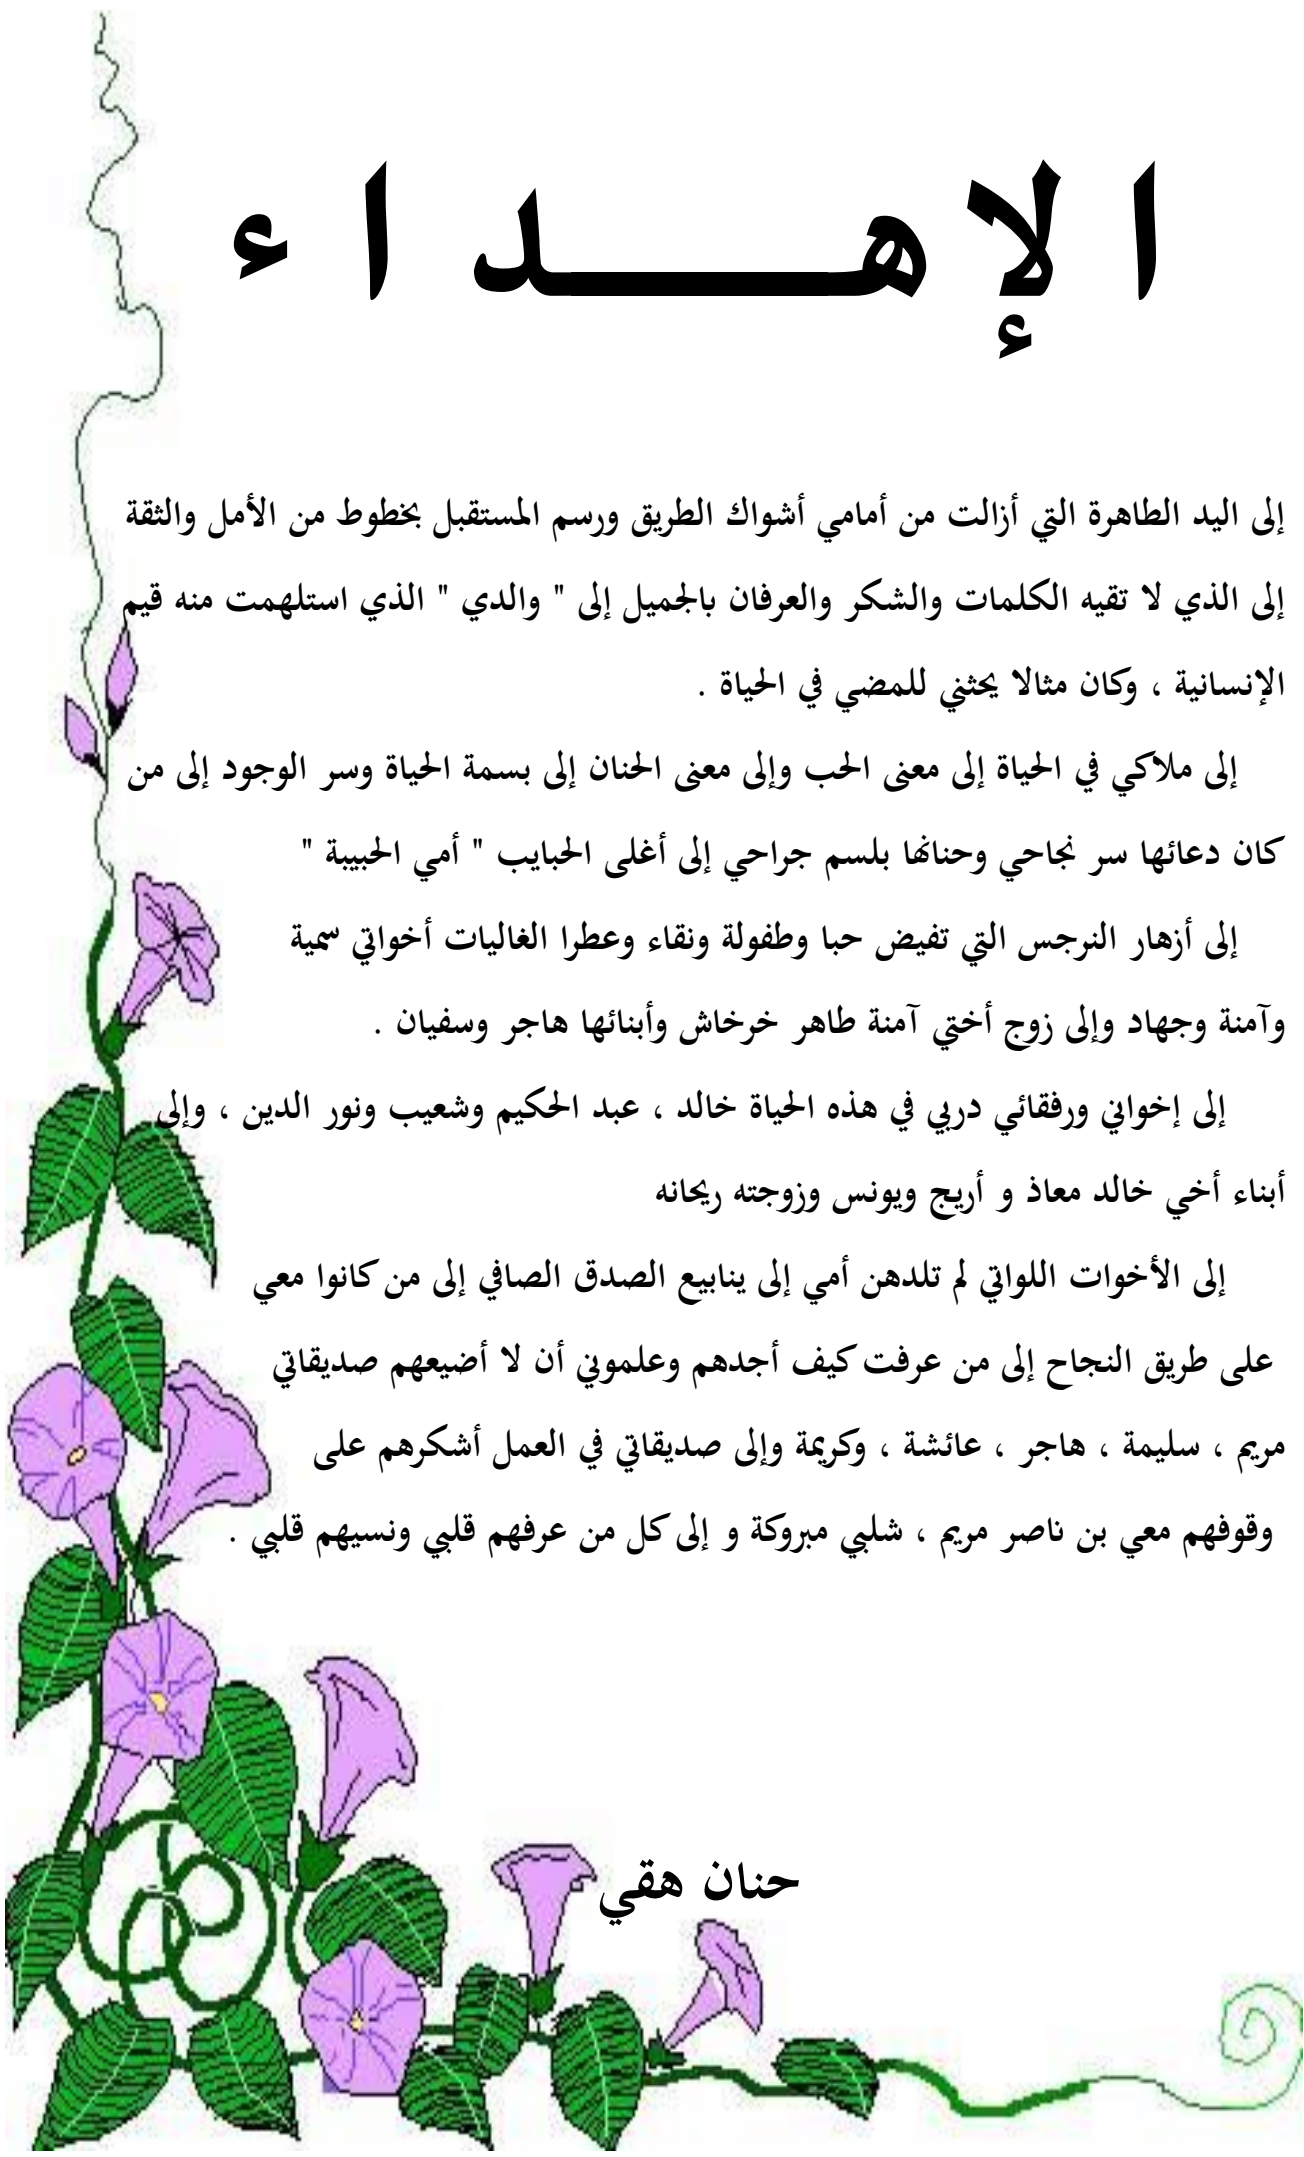 الإهـــــداء
إلى اليد الطاهرة التي أزالت من أمامي أشواك الطريق ورسم المستقبل بخطوط من الأمل والثقة
إلى الذي لا تقيه الكلمات والشكر والعرفان بالجميل إلى " والدي " الذي استلهمت منه قيم
الإنسانية ، وكان مثالا يحثني للمضي في الحياة .
إلى ملاكي في الحياة إلى معنى الحب وإلى معنى الحنان إلى بسمة الحياة وسر الوجود إلى من
كان دعائها سر نجاحي وحنانها بلسم جراحي إلى أغلى الحبايب " أمي الحبيبة "
إلى أزهار النرجس التي تفيض حبا وطفولة ونقاء وعطرا الغاليات أخواتي سمية
وآمنة وجهاد وإلى زوج أختي آمنة طاهر خرخاش وأبنائها هاجر وسفيان .
إلى إخواني ورفقائي دربي في هذه الحياة خالد ، عبد الحكيم وشعيب ونور الدين ، وإلى
أبناء أخي خالد معاذ و أريج ويونس وزوجته ريحانه
إلى الأخوات اللواتي لم تلدهن أمي إلى ينابيع الصدق الصافي إلى من كانوا معي
على طريق النجاح إلى من عرفت كيف أجدهم وعلموني أن لا أضيعهم صديقاتي
مريم ، سليمة ، هاجر ، عائشة ، وكريمة وإلى صديقاتي في العمل أشكرهم على
وقوفهم معي بن ناصر مريم ، شلبي مبروكة و إلى كل من عرفهم قلبي ونسيهم قلبي .
حنان هقي